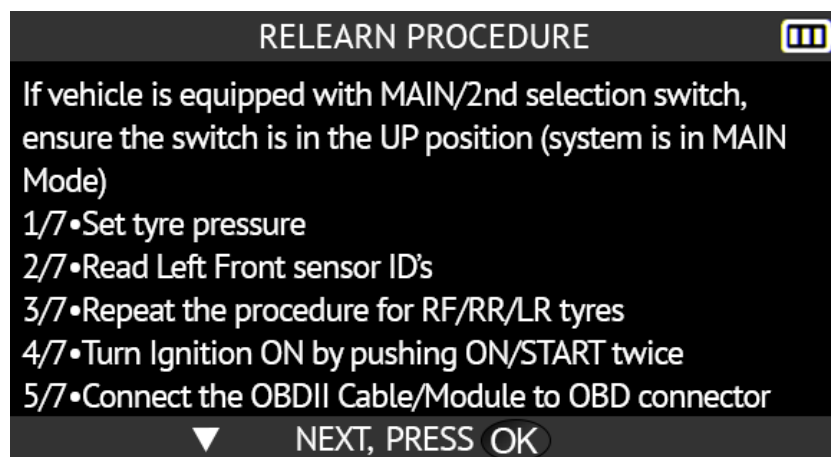 RELEARN PROCEDURE
If vehicle is equipped with MAIN/2nd selection switch,
ensure the switch is in the UP position (system is in MAIN
Mode)
1/7•Set tyre pressure
2/7•Read Left Front sensor ID's
3/7•Repeat the procedure for RF/RR/LR tyres
4/7•Turn Ignition ON by pushing ON/START twice
5/7•Connect the OBDII Cable/Module to OBD connector
▼ NEXT, PRESS OK